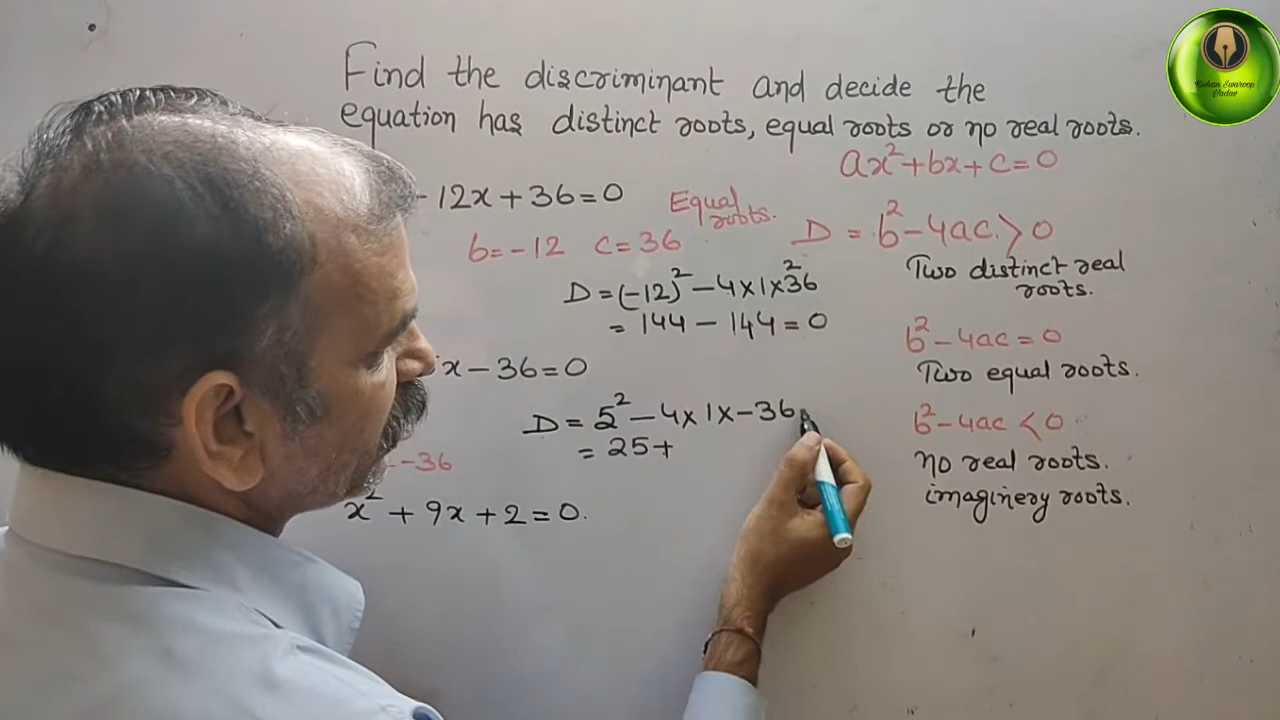 Find the discriminant and decide the
equation has distinct roots, equal roots or no real roots.
ax²+bx+c=0
- 12x + 36 = 0
Equal roots.
b=-12 c=36
D = b² - 4ac > 0
Two distinct real
roots.
D = (-12)² - 4×1×36
= 144 - 144 = 0
b² - 4ac = 0
Two equal roots.
x - 36 = 0
D = 5² - 4×1×-36
= 25+
b² - 4ac < 0
no real roots.
imaginery roots.
-36
x² + 9x + 2 = 0.
Kishan Swaroop
Yadav